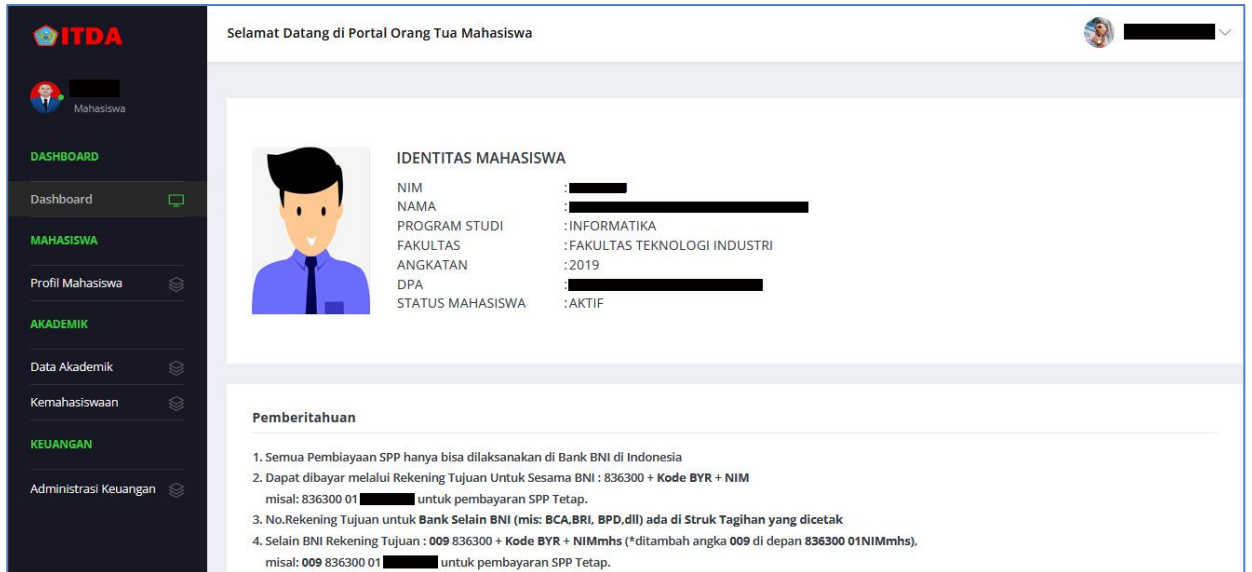 ITDA
Mahasiswa
DASHBOARD
Dashboard
MAHASISWA
Profil Mahasiswa
AKADEMIK
Data Akademik
Kemahasiswaan
KEUANGAN
Administrasi Keuangan
Selamat Datang di Portal Orang Tua Mahasiswa
IDENTITAS MAHASISWA
NIM :
NAMA :
PROGRAM STUDI : INFORMATIKA
FAKULTAS : FAKULTAS TEKNOLOGI INDUSTRI
ANGKATAN : 2019
DPA :
STATUS MAHASISWA : AKTIF
Pemberitahuan
1. Semua Pembiayaan SPP hanya bisa dilaksanakan di Bank BNI di Indonesia
2. Dapat dibayar melalui Rekening Tujuan Untuk Sesama BNI : 836300 + Kode BYR + NIM
misal: 836300 01 untuk pembayaran SPP Tetap.
3. No.Rekening Tujuan untuk Bank Selain BNI (mis: BCA,BRI, BPD,dll) ada di Struk Tagihan yang dicetak
4. Selain BNI Rekening Tujuan : 009 836300 + Kode BYR + NIMmhs (*ditambah angka 009 di depan 836300 01NIMmhs),
misal: 009 836300 01 untuk pembayaran SPP Tetap.